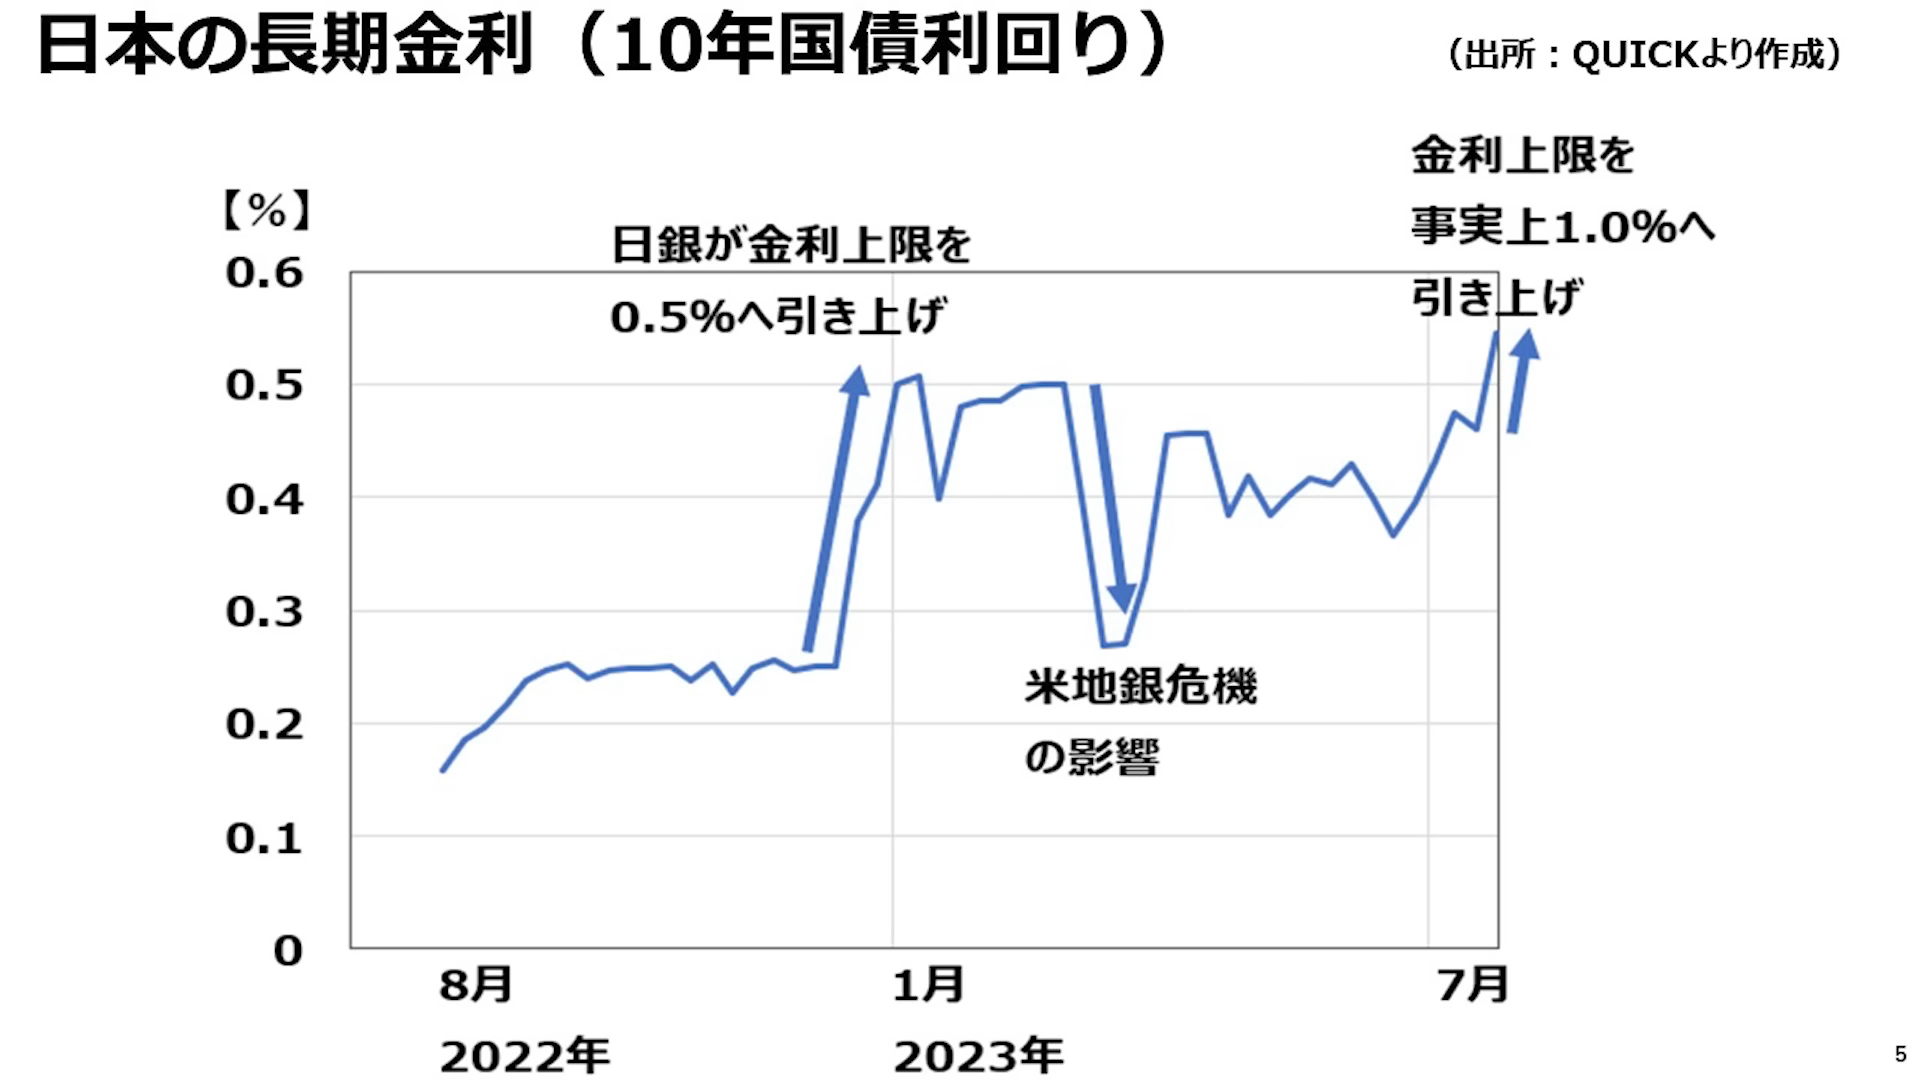 日本の長期金利（10年国債利回り）
（出所：QUICKより作成）
金利上限を
事実上1.0%へ
引き上げ
【%】
日銀が金利上限を
0.5%へ引き上げ
0.6
0.5
0.4
0.3
0.2
0.1
0
米地銀危機
の影響
8月
1月
7月
2022年
2023年
5